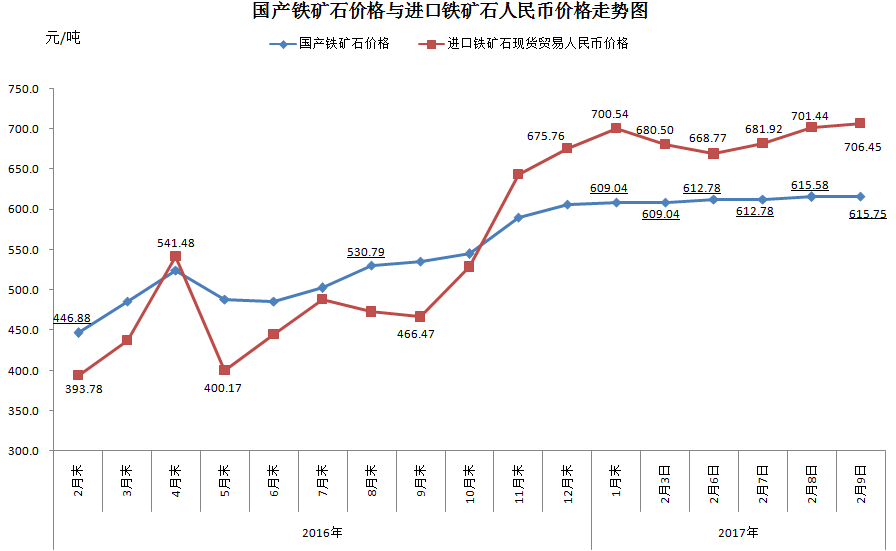 国产铁矿石价格与进口铁矿石人民币价格走势图
元/吨
国产铁矿石价格
进口铁矿石现货贸易人民币价格
750.0
700.0
650.0
600.0
550.0
500.0
450.0
400.0
350.0
300.0
446.88
393.78
541.48
400.17
530.79
466.47
675.76
700.54
609.04
680.50
609.04
668.77
612.78
681.92
612.78
701.44
615.58
706.45
615.75
2月末
3月末
4月末
5月末
6月末
7月末
8月末
9月末
10月末
11月末
12月末
1月末
2月3日
2月6日
2月7日
2月8日
2月9日
2016年
2017年